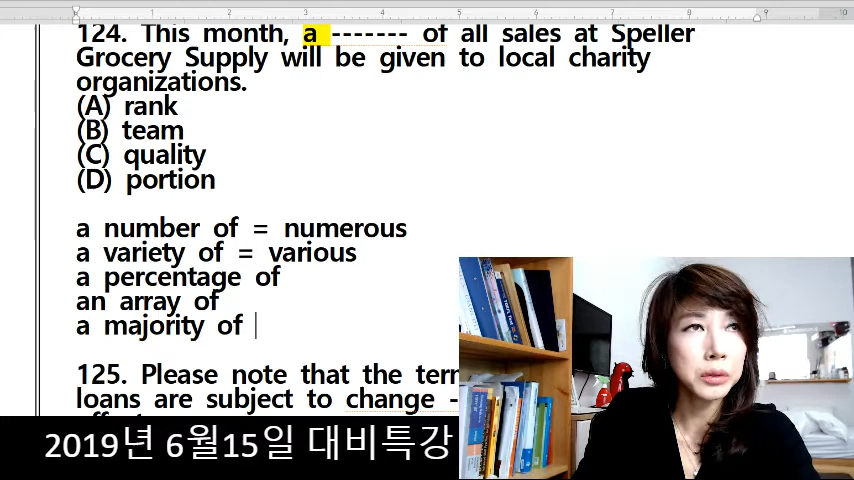 124. This month, a ------- of all sales at Speller
Grocery Supply will be given to local charity
organizations.
(A) rank
(B) team
(C) quality
(D) portion
a number of = numerous
a variety of = various
a percentage of
an array of
a majority of
125. Please note that the
loans are subject to change -
2019년 6월15일 대비특강